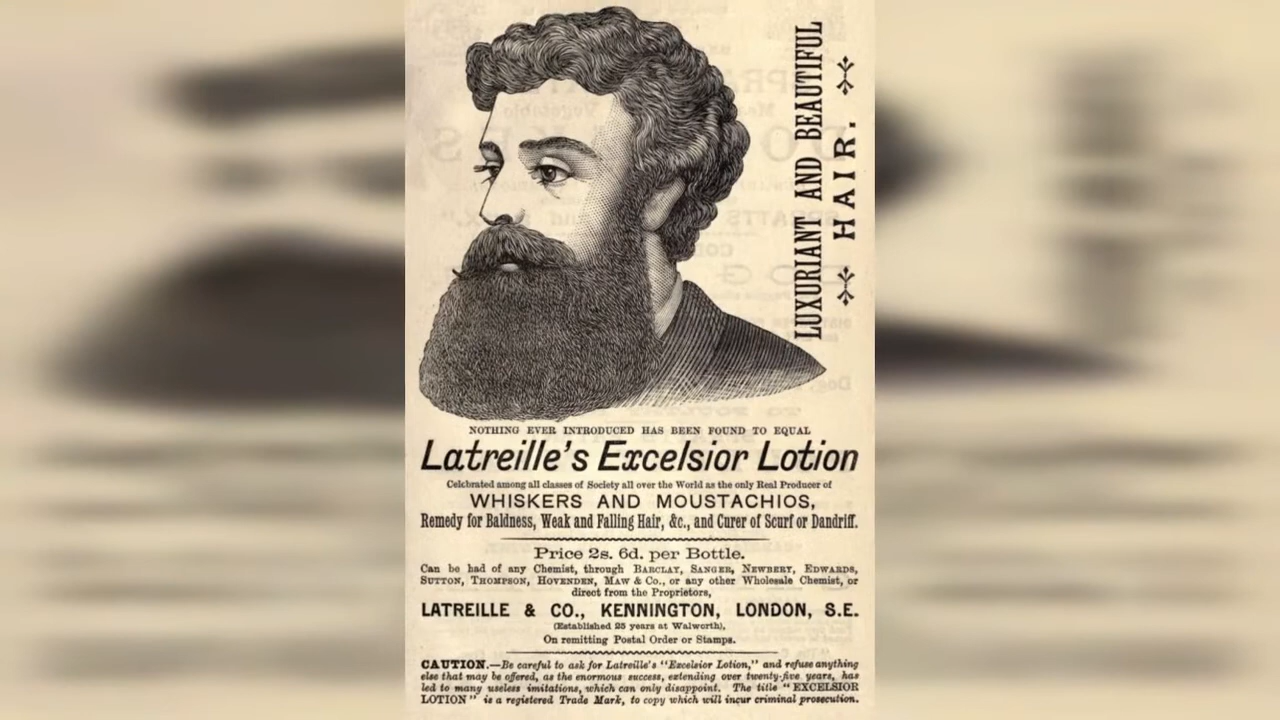 LUXURIANT AND BEAUTIFUL
HAIR.
NOTHING EVER INTRODUCED HAS BEEN FOUND TO EQUAL
Latreille's Excelsior Lotion
Celebrated among all classes of Society all over the World as the only Real Producer of
WHISKERS AND MOUSTACHIOS,
Remedy for Baldness, Weak and Falling Hair, &c., and Curer of Scurf or Dandriff.
Price 2s. 6d. per Bottle.
Can be had of any Chemist, through BARCLAY, SANGER, NEWBERY, EDWARDS,
SUTTON, THOMPSON, HOVENDEN, MAW & Co., or any other Wholesale Chemist, or
direct from the Proprietors,
LATREILLE & CO., KENNINGTON, LONDON, S.E.
(Established 25 years at Walworth),
On remitting Postal Order or Stamps.
CAUTION.—Be careful to ask for Latreille's "Excelsior Lotion," and refuse anything
else that may be offered, as the enormous success, extending over twenty-five years, has
led to many useless imitations, which can only disappoint. The title "EXCELSIOR
LOTION" is a registered Trade Mark, to copy which will incur criminal prosecution.